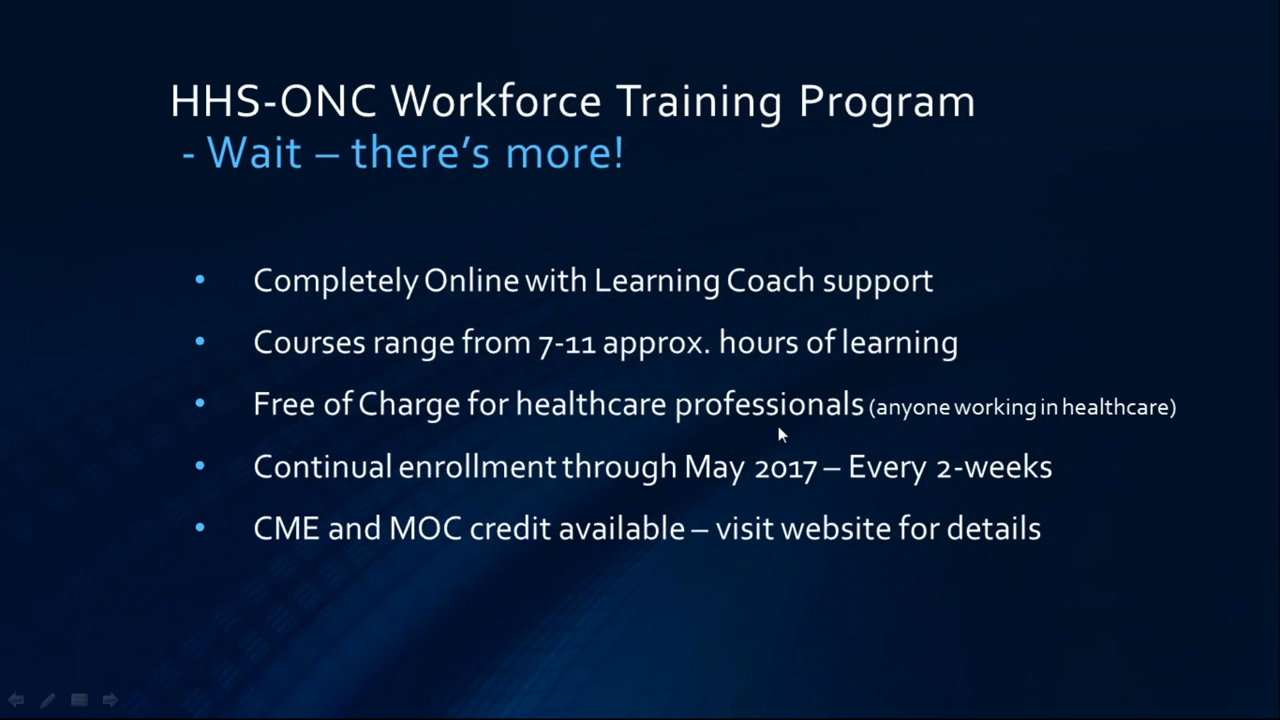 HHS-ONC Workforce Training Program
- Wait – there's more!
• Completely Online with Learning Coach support
• Courses range from 7-11 approx. hours of learning
• Free of Charge for healthcare professionals (anyone working in healthcare)
• Continual enrollment through May 2017 – Every 2-weeks
• CME and MOC credit available – visit website for details